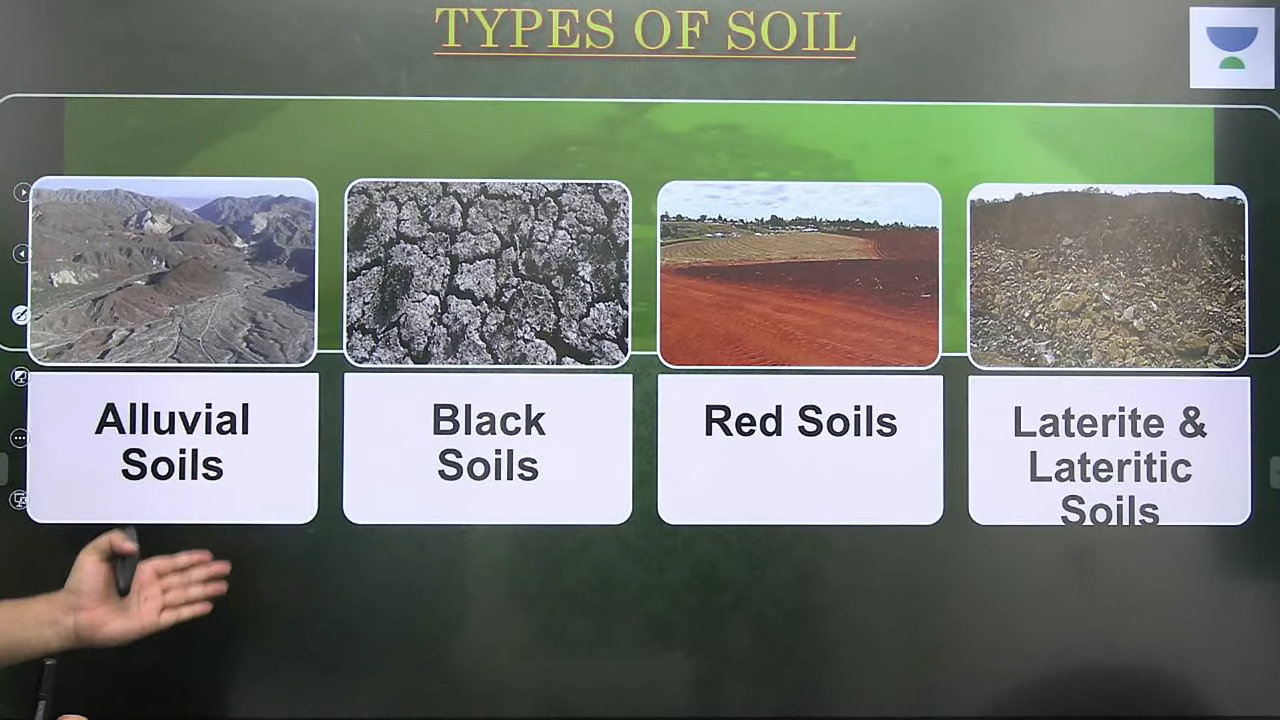 TYPES OF SOIL
Alluvial
Soils
Black
Soils
Red Soils
Laterite &
Lateritic
Soils